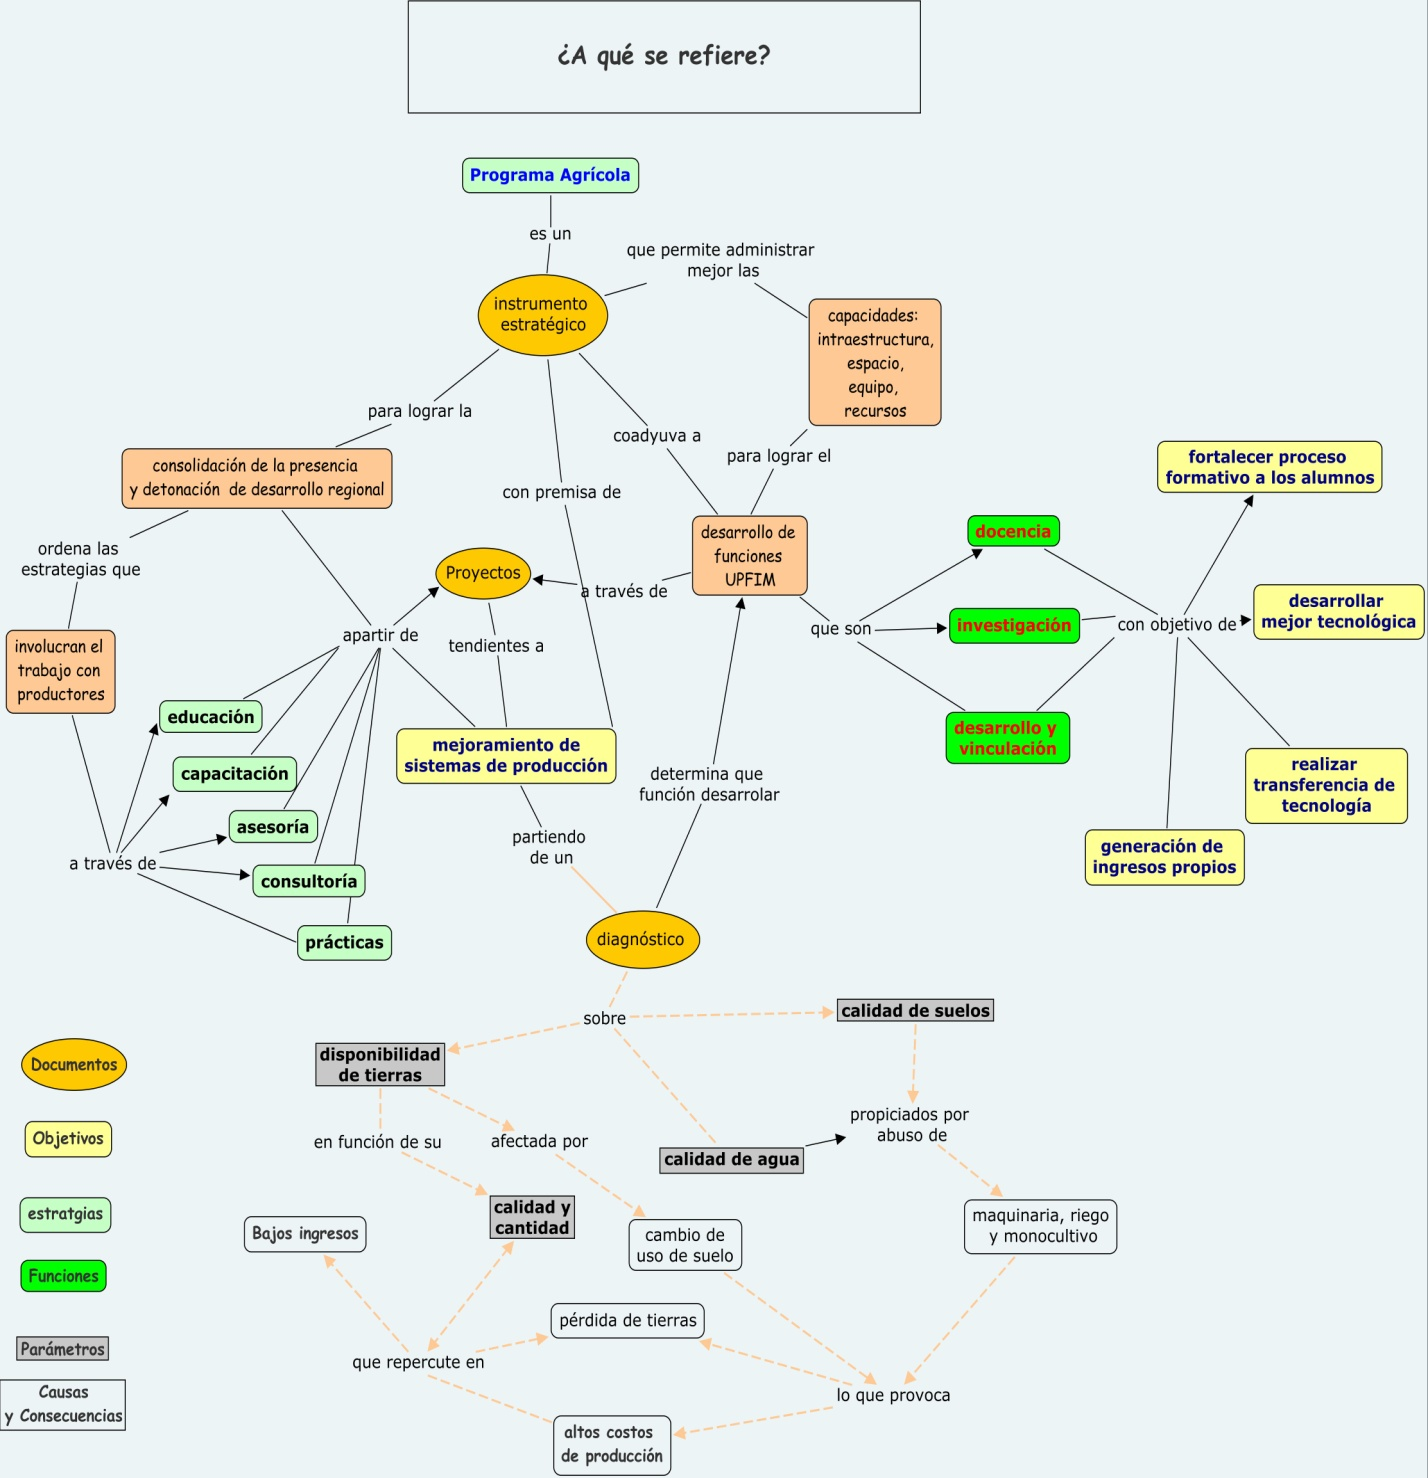 ¿A qué se refiere?
Programa Agrícola
es un
que permite administrar
mejor las
instrumento
estratégico
capacidades:
intraestructura,
espacio,
equipo,
recursos
para lograr la
coadyuva a
para lograr el
consolidación de la presencia
y detonación de desarrollo regional
con premisa de
fortalecer proceso
formativo a los alumnos
ordena las
estrategias que
Proyectos
a través de
desarrollo de
funciones
UPFIM
docencia
que son
investigación
con objetivo de
desarrollar
mejor tecnológica
involucran el
trabajo con
productores
apartir de
tendientes a
educación
mejoramiento de
sistemas de producción
desarrollo y
vinculación
capacitación
determina que
función desarrolar
realizar
transferencia de
tecnología
asesoría
partiendo
de un
generación de
ingresos propios
a través de
consultoría
prácticas
diagnóstico
sobre
calidad de suelos
disponibilidad
de tierras
Documentos
propiciados por
abuso de
Objetivos
en función de su
afectada por
calidad de agua
calidad y
cantidad
estratgias
Bajos ingresos
cambio de
uso de suelo
maquinaria, riego
y monocultivo
Funciones
pérdida de tierras
Parámetros
que repercute en
lo que provoca
Causas
y Consecuencias
altos costos
de producción